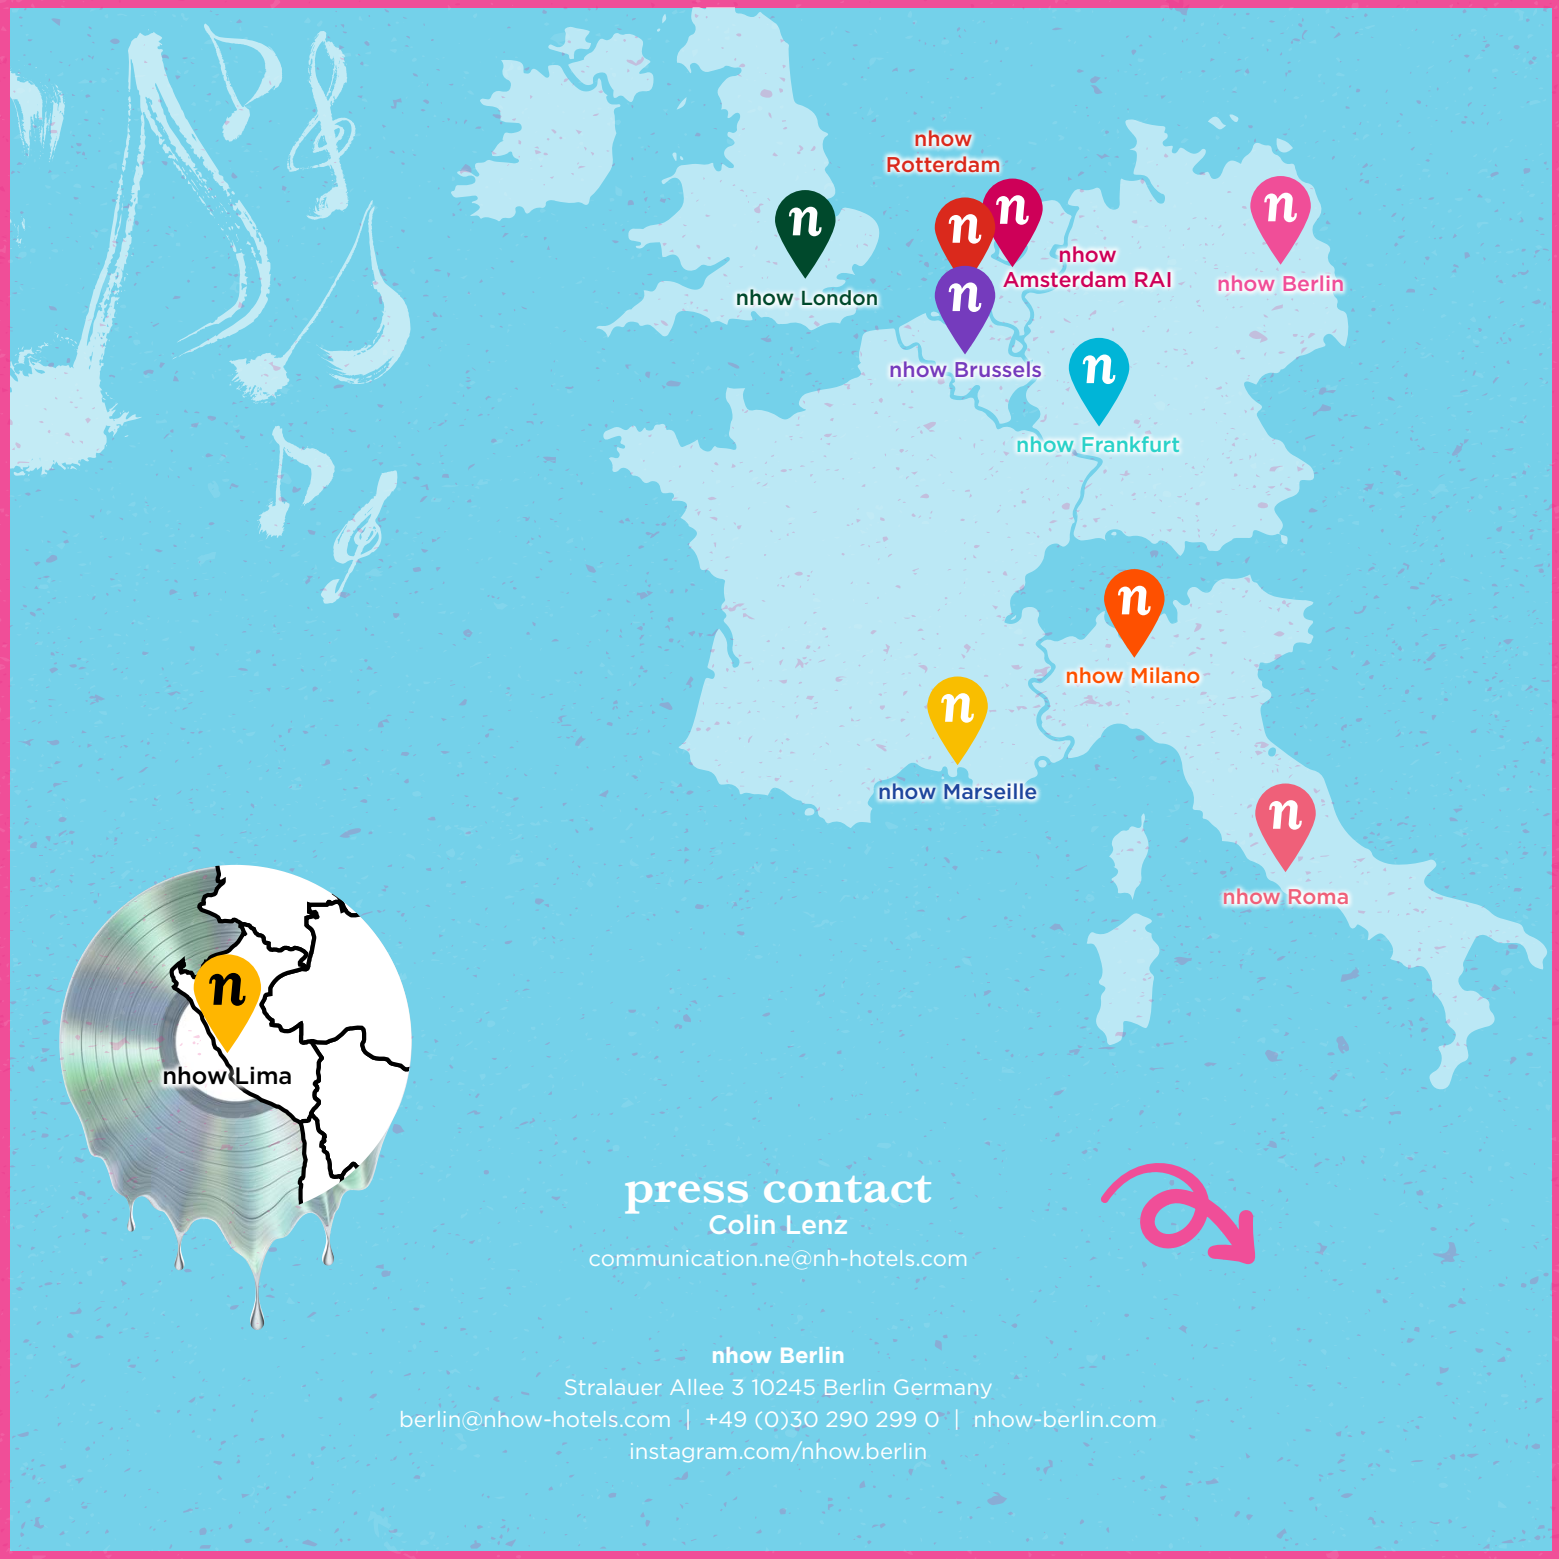 nhow
Rotterdam
n
n
n
n
nhow
Amsterdam RAI
nhow London
nhow Berlin
n
nhow Brussels
n
nhow Frankfurt
n
nhow Milano
n
nhow Marseille
n
nhow Roma
n
nhow Lima
press contact
Colin Lenz
communication.ne@nh-hotels.com
nhow Berlin
Stralauer Allee 3 10245 Berlin Germany
berlin@nhow-hotels.com | +49 (0)30 290 299 0 | nhow-berlin.com
instagram.com/nhow.berlin